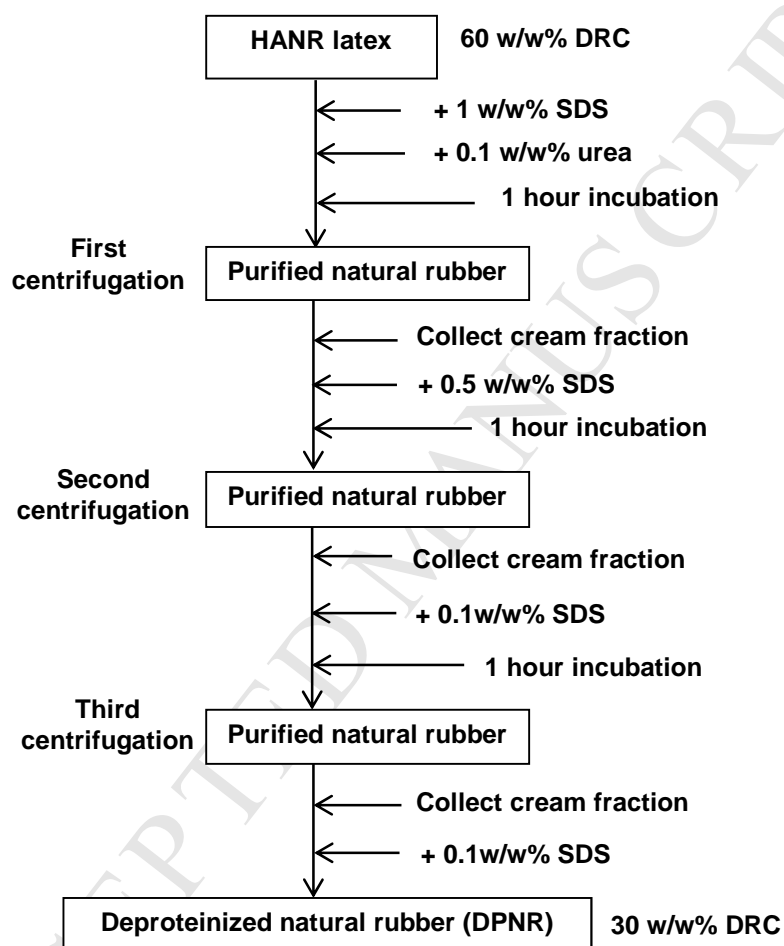 HANR latex
60 w/w% DRC
+ 1 w/w% SDS
+ 0.1 w/w% urea
1 hour incubation
First
centrifugation
Purified natural rubber
Collect cream fraction
+ 0.5 w/w% SDS
1 hour incubation
Second
centrifugation
Purified natural rubber
Collect cream fraction
+ 0.1w/w% SDS
1 hour incubation
Third
centrifugation
Purified natural rubber
Collect cream fraction
+ 0.1w/w% SDS
Deproteinized natural rubber (DPNR)
30 w/w% DRC
EPTED MANUSCRIP